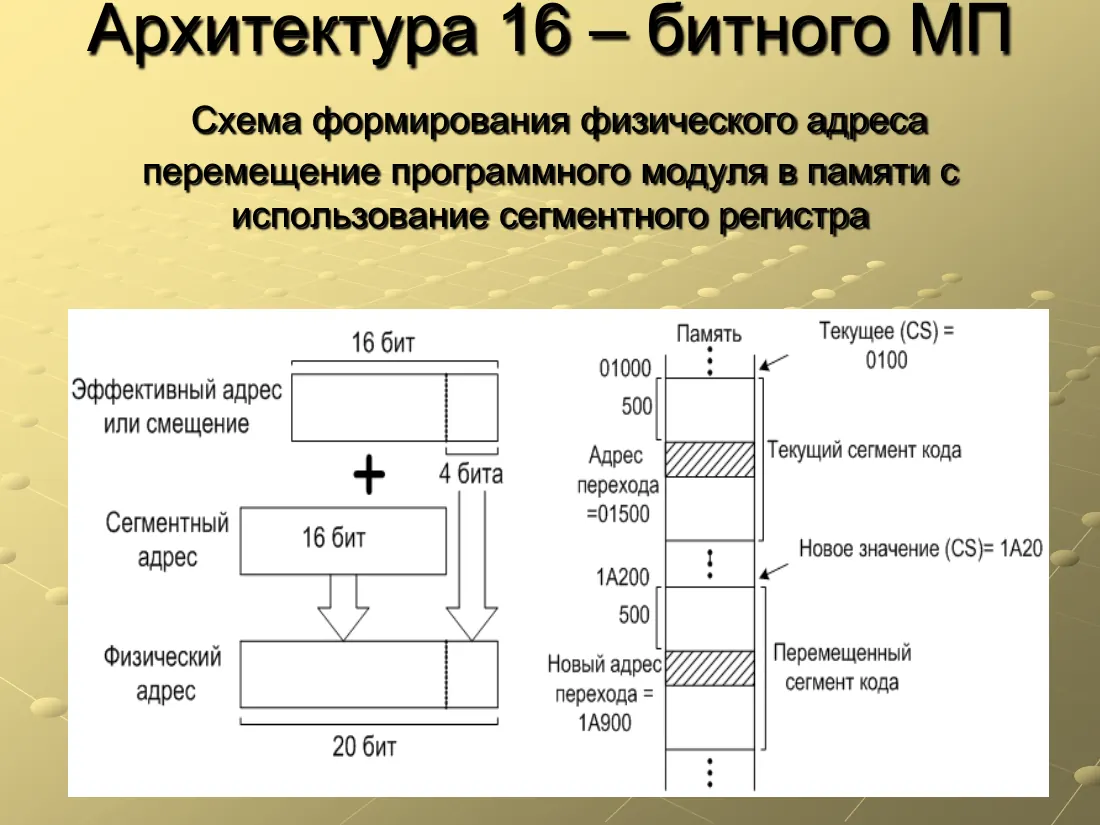 Архитектура 16 – битного МП
Схема формирования физического адреса
перемещение программного модуля в памяти с
использование сегментного регистра
16 бит
Эффективный адрес
или смещение
+
4 бита
Сегментный
адрес
16 бит
Физический
адрес
20 бит
Память
Текущее (CS) =
0100
01000
500
Адрес
перехода
=01500
Текущий сегмент кода
Новое значение (CS)= 1A20
1A200
500
Новый адрес
перехода =
1A900
Перемещенный
сегмент кода